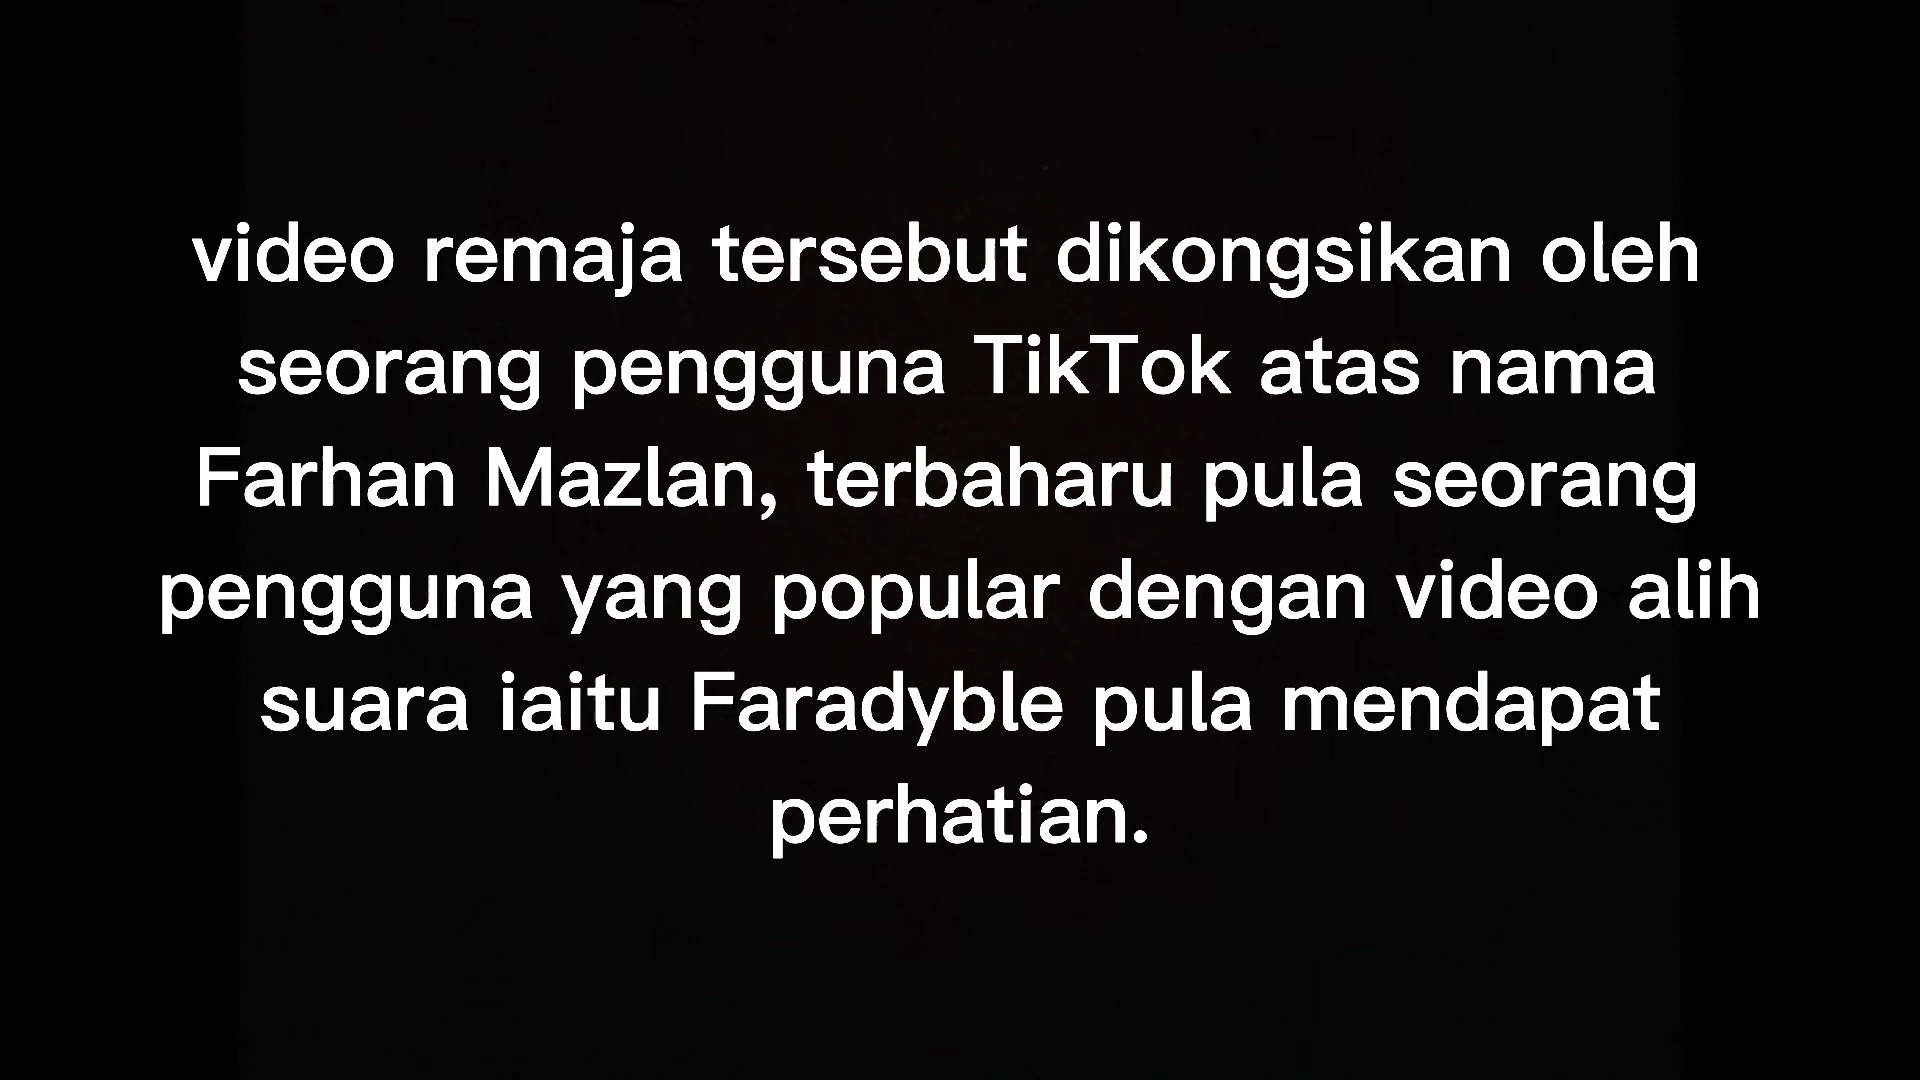 video remaja tersebut dikongsikan oleh
seorang pengguna TikTok atas nama
Farhan Mazlan, terbaharu pula seorang
pengguna yang popular dengan video alih
suara iaitu Faradyble pula mendapat
perhatian.